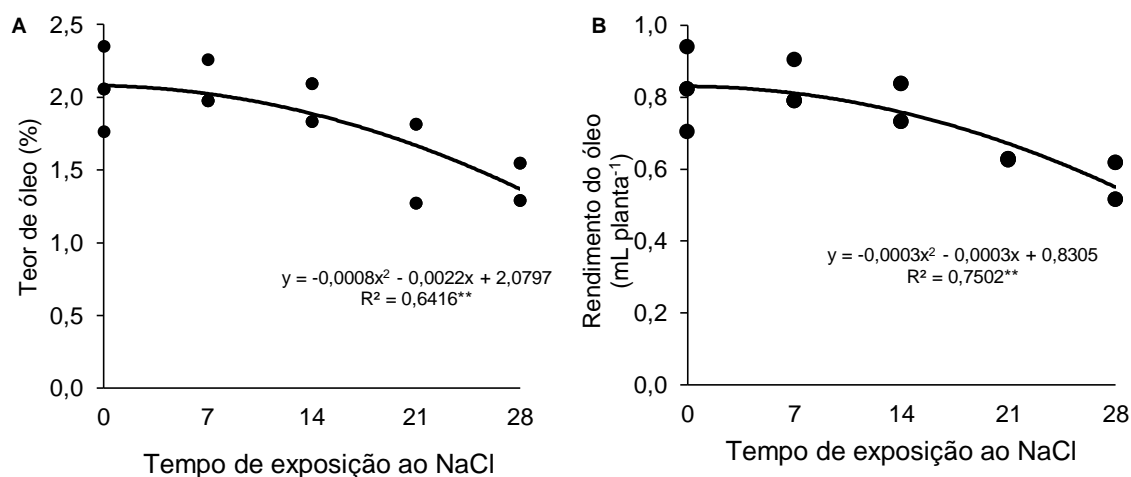 A
2,5
2,0
1,5
1,0
0,5
0,0
Teor de óleo (%)
y = -0,0008x² - 0,0022x + 2,0797
R² = 0,6416**
0 7 14 21 28
Tempo de exposição ao NaCl
B
1,0
0,8
0,6
0,4
0,2
0,0
Rendimento do óleo
(mL planta⁻¹)
y = -0,0003x² - 0,0003x + 0,8305
R² = 0,7502**
0 7 14 21 28
Tempo de exposição ao NaCl